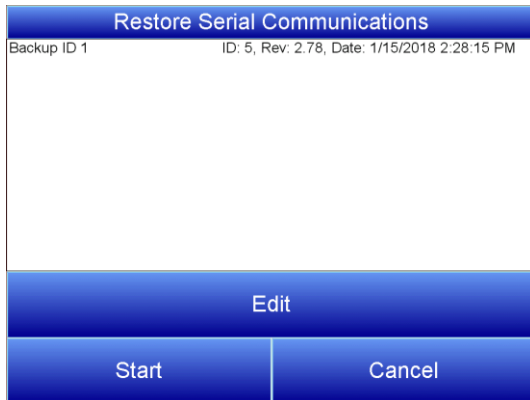 Restore Serial Communications
Backup ID 1 ID: 5, Rev: 2.78, Date: 1/15/2018 2:28:15 PM
Edit
Start Cancel